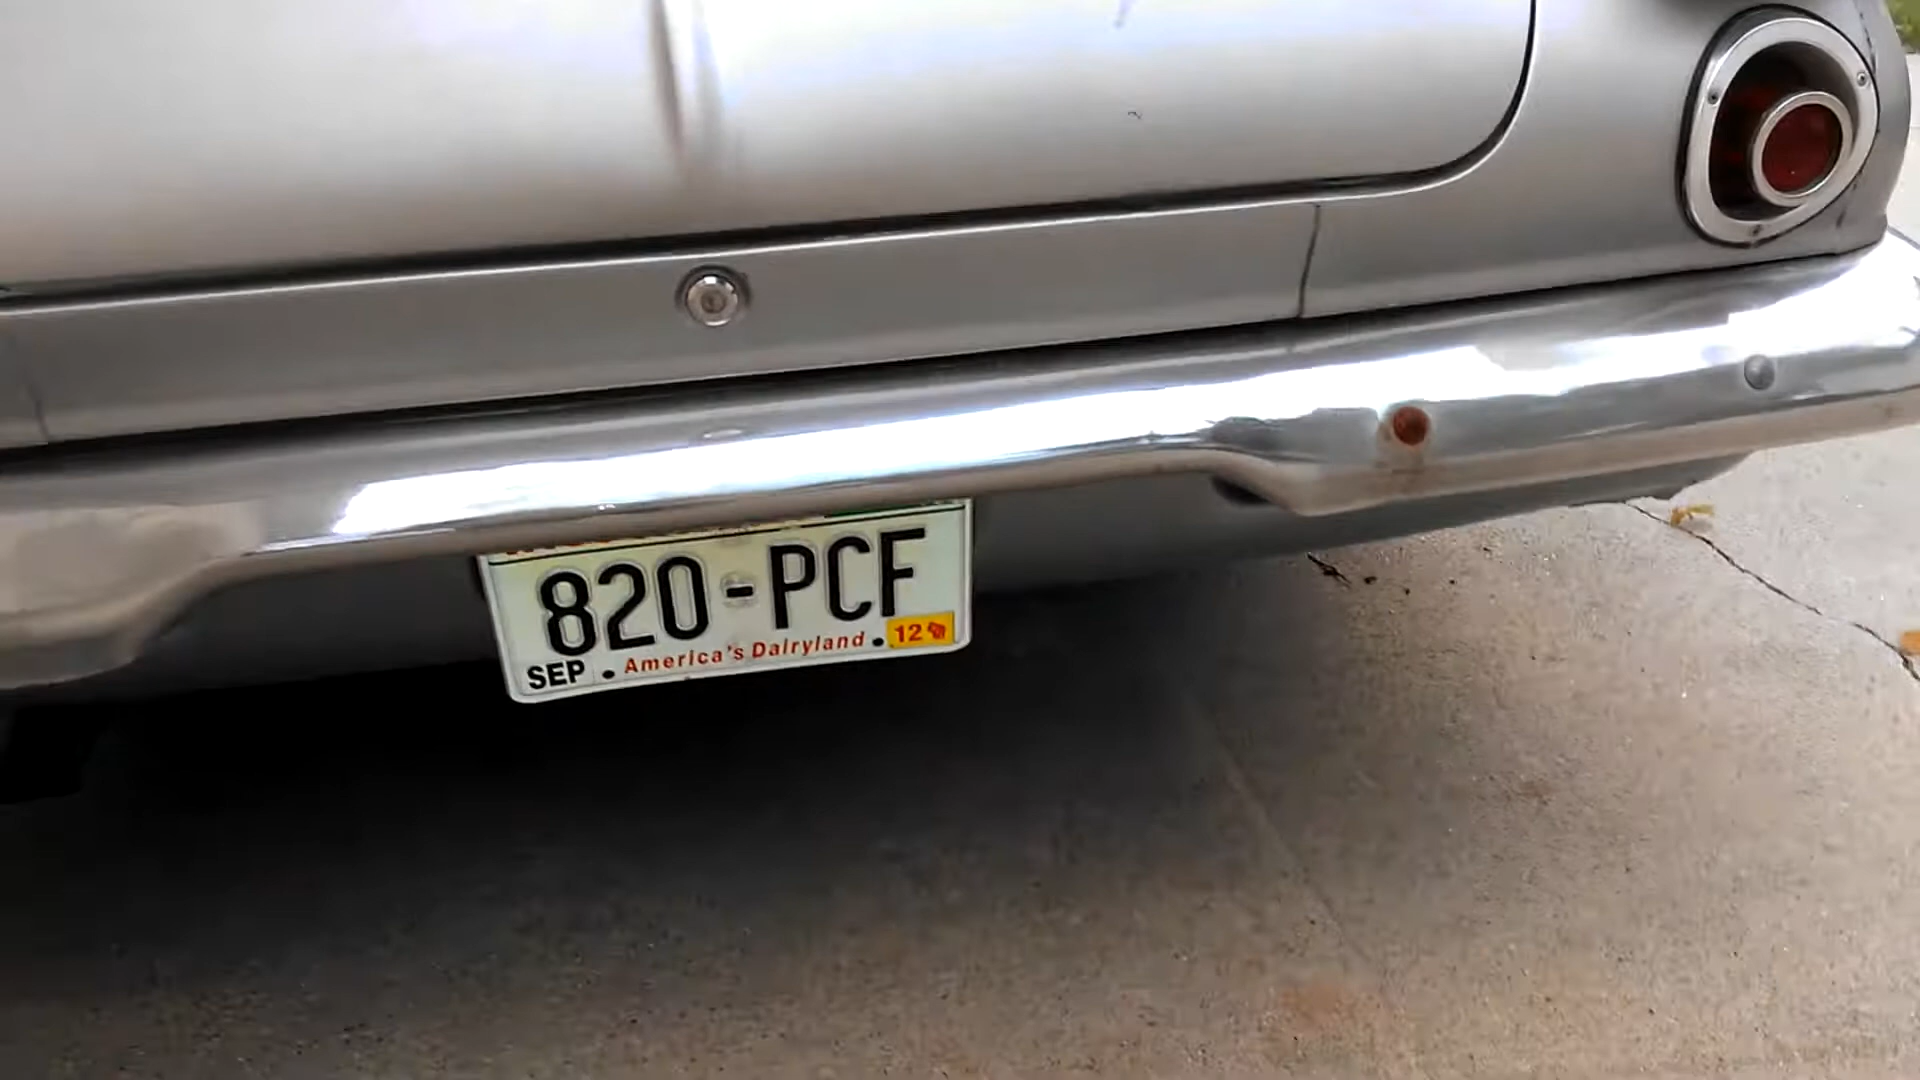 820-PCF
SEP • America's Dairyland • 12